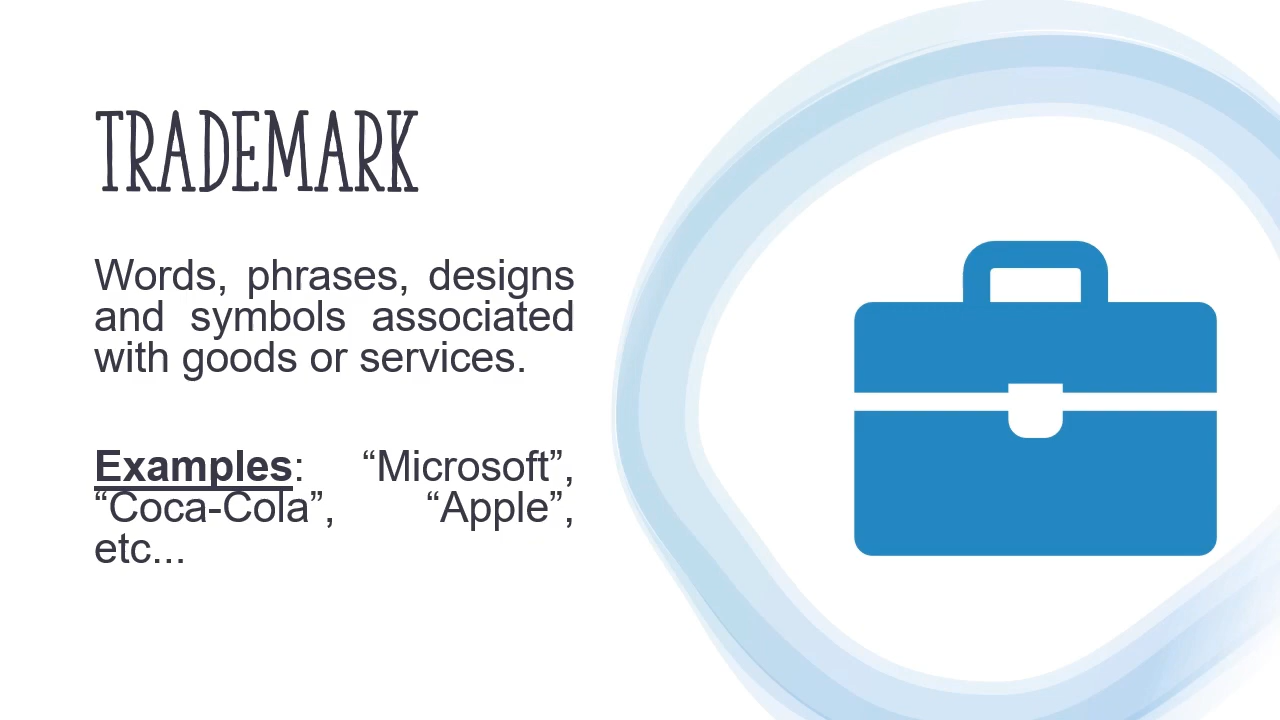 TRADEMARK
Words, phrases, designs
and symbols associated
with goods or services.
Examples: “Microsoft”,
“Coca-Cola”, “Apple”,
etc...